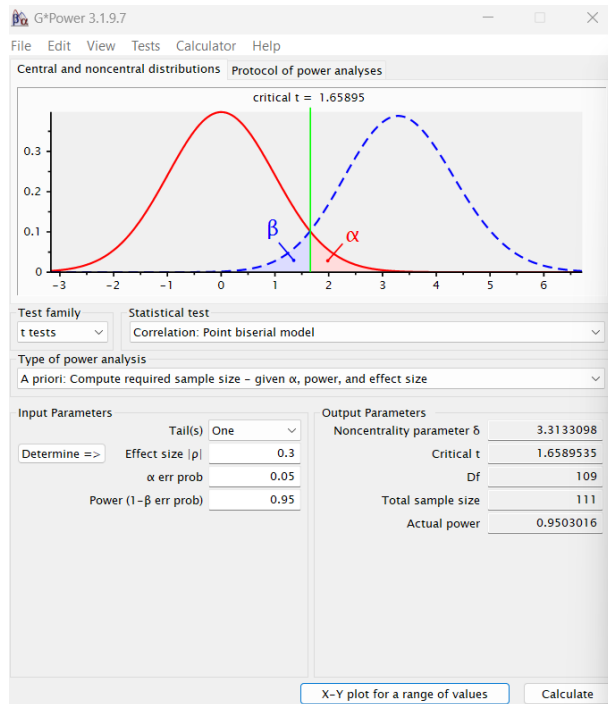 βα G*Power 3.1.9.7
File Edit View Tests Calculator Help
Central and noncentral distributions Protocol of power analyses
critical t = 1.65895
0.3
0.2
β α
0.1
0
-3 -2 -1 0 1 2 3 4 5 6
Test family Statistical test
t tests Correlation: Point biserial model
Type of power analysis
A priori: Compute required sample size – given α, power, and effect size
Input Parameters Output Parameters
Tail(s) One Noncentrality parameter δ 3.3133098
Determine => Effect size |ρ| 0.3 Critical t 1.6589535
α err prob 0.05 Df 109
Power (1-β err prob) 0.95 Total sample size 111
Actual power 0.9503016
X-Y plot for a range of values Calculate